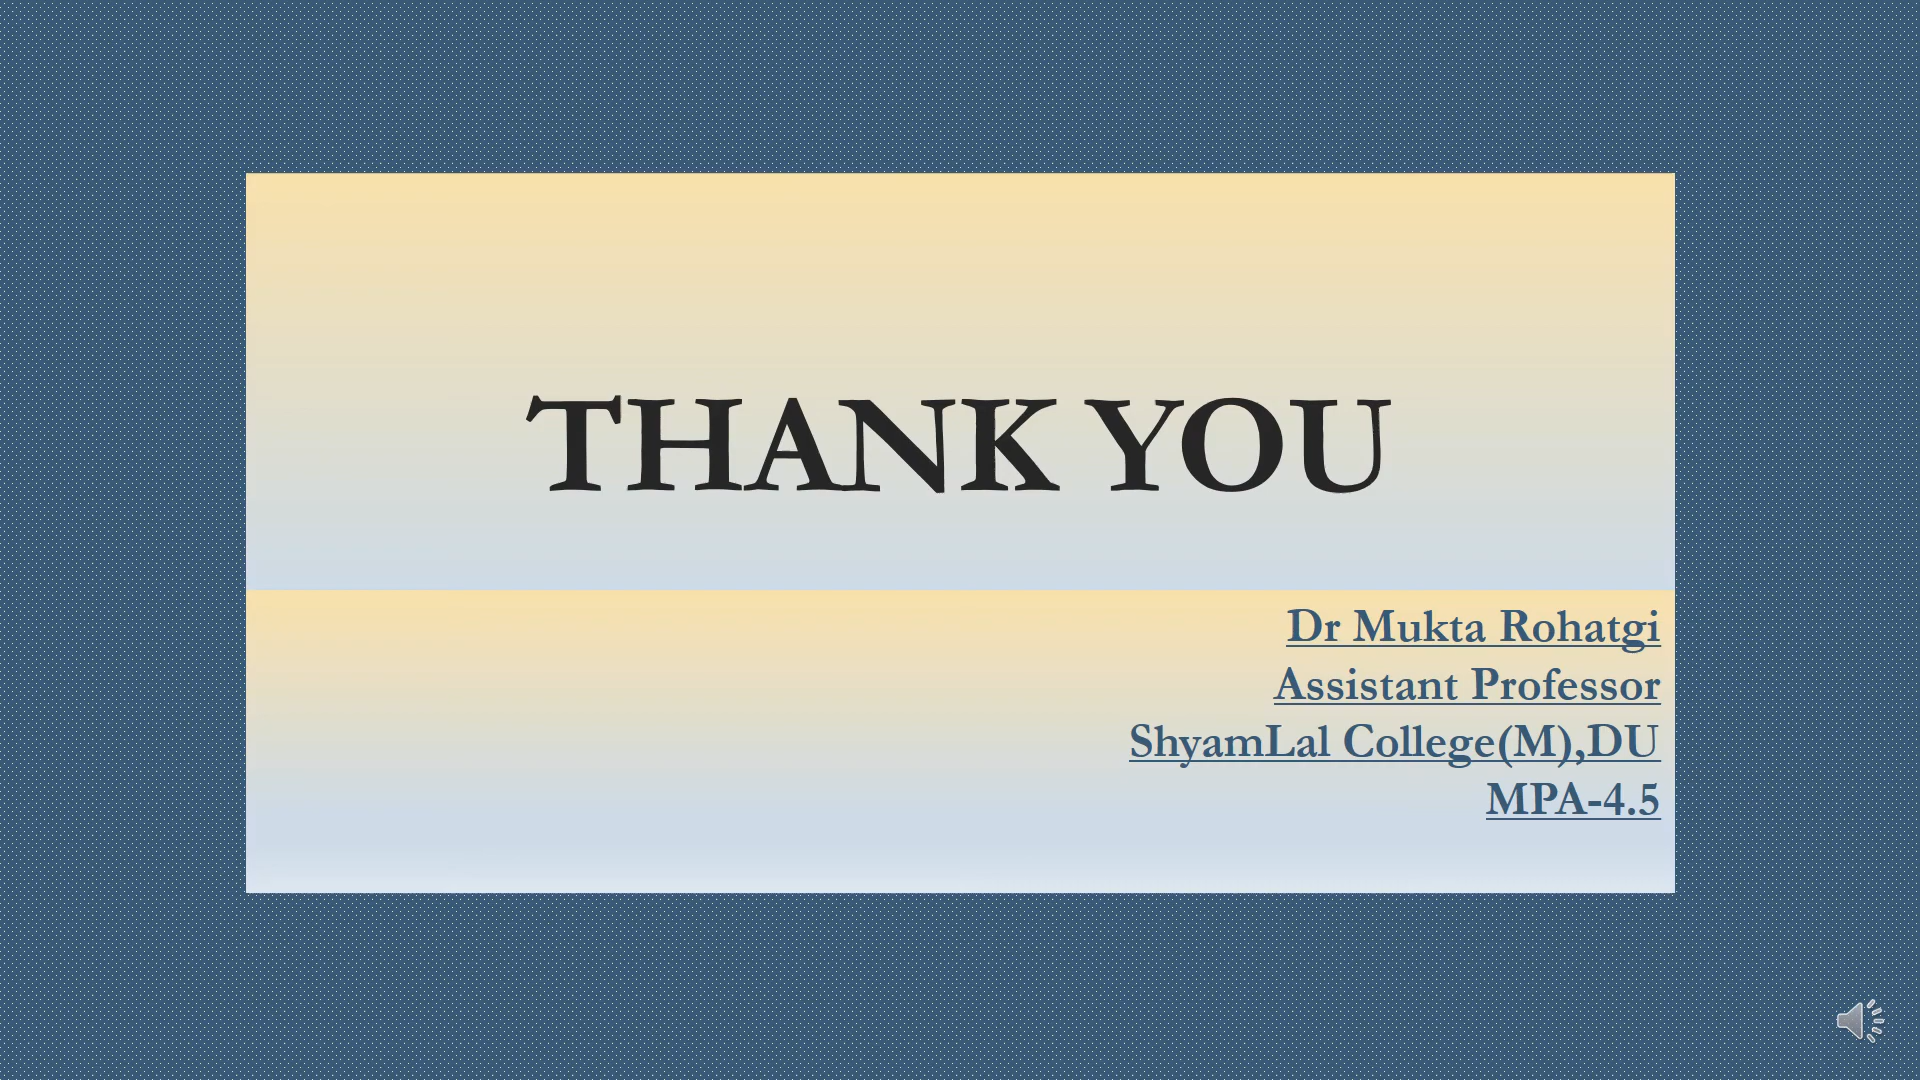 THANK YOU
Dr Mukta Rohatgi
Assistant Professor
ShyamLal College(M),DU
MPA-4.5